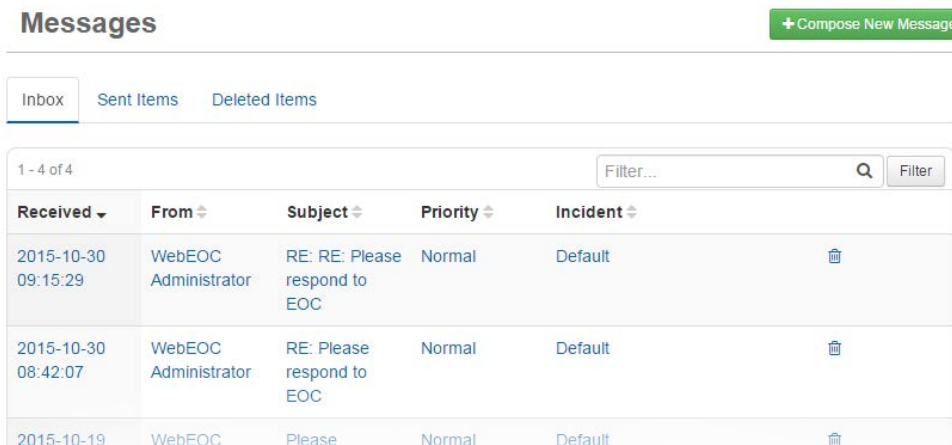 Messages
+ Compose New Message
Inbox Sent Items Deleted Items
1 - 4 of 4 Filter... Filter
Received From Subject Priority Incident
2015-10-30 WebEOC RE: RE: Please Normal Default
09:15:29 Administrator respond to
EOC
2015-10-30 WebEOC RE: Please Normal Default
08:42:07 Administrator respond to
EOC
2015-10-19 WebEOC Please Normal Default